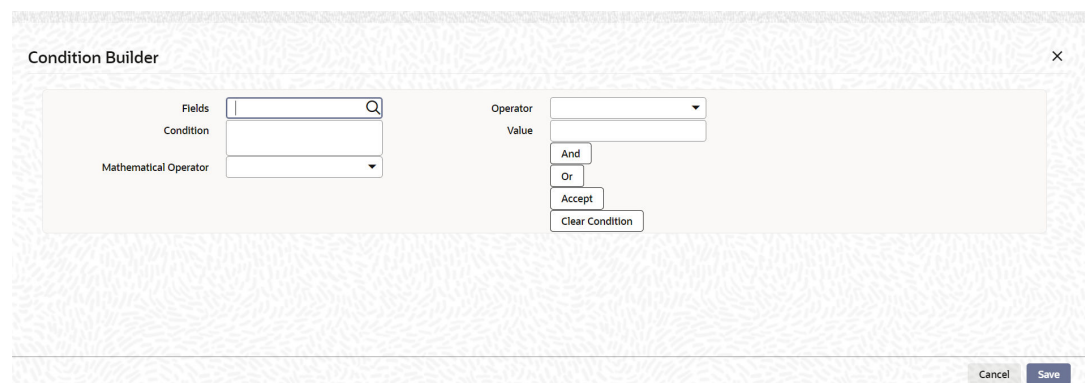 Condition Builder
Fields
Operator
Condition
Value
Mathematical Operator
And
Or
Accept
Clear Condition
Cancel
Save